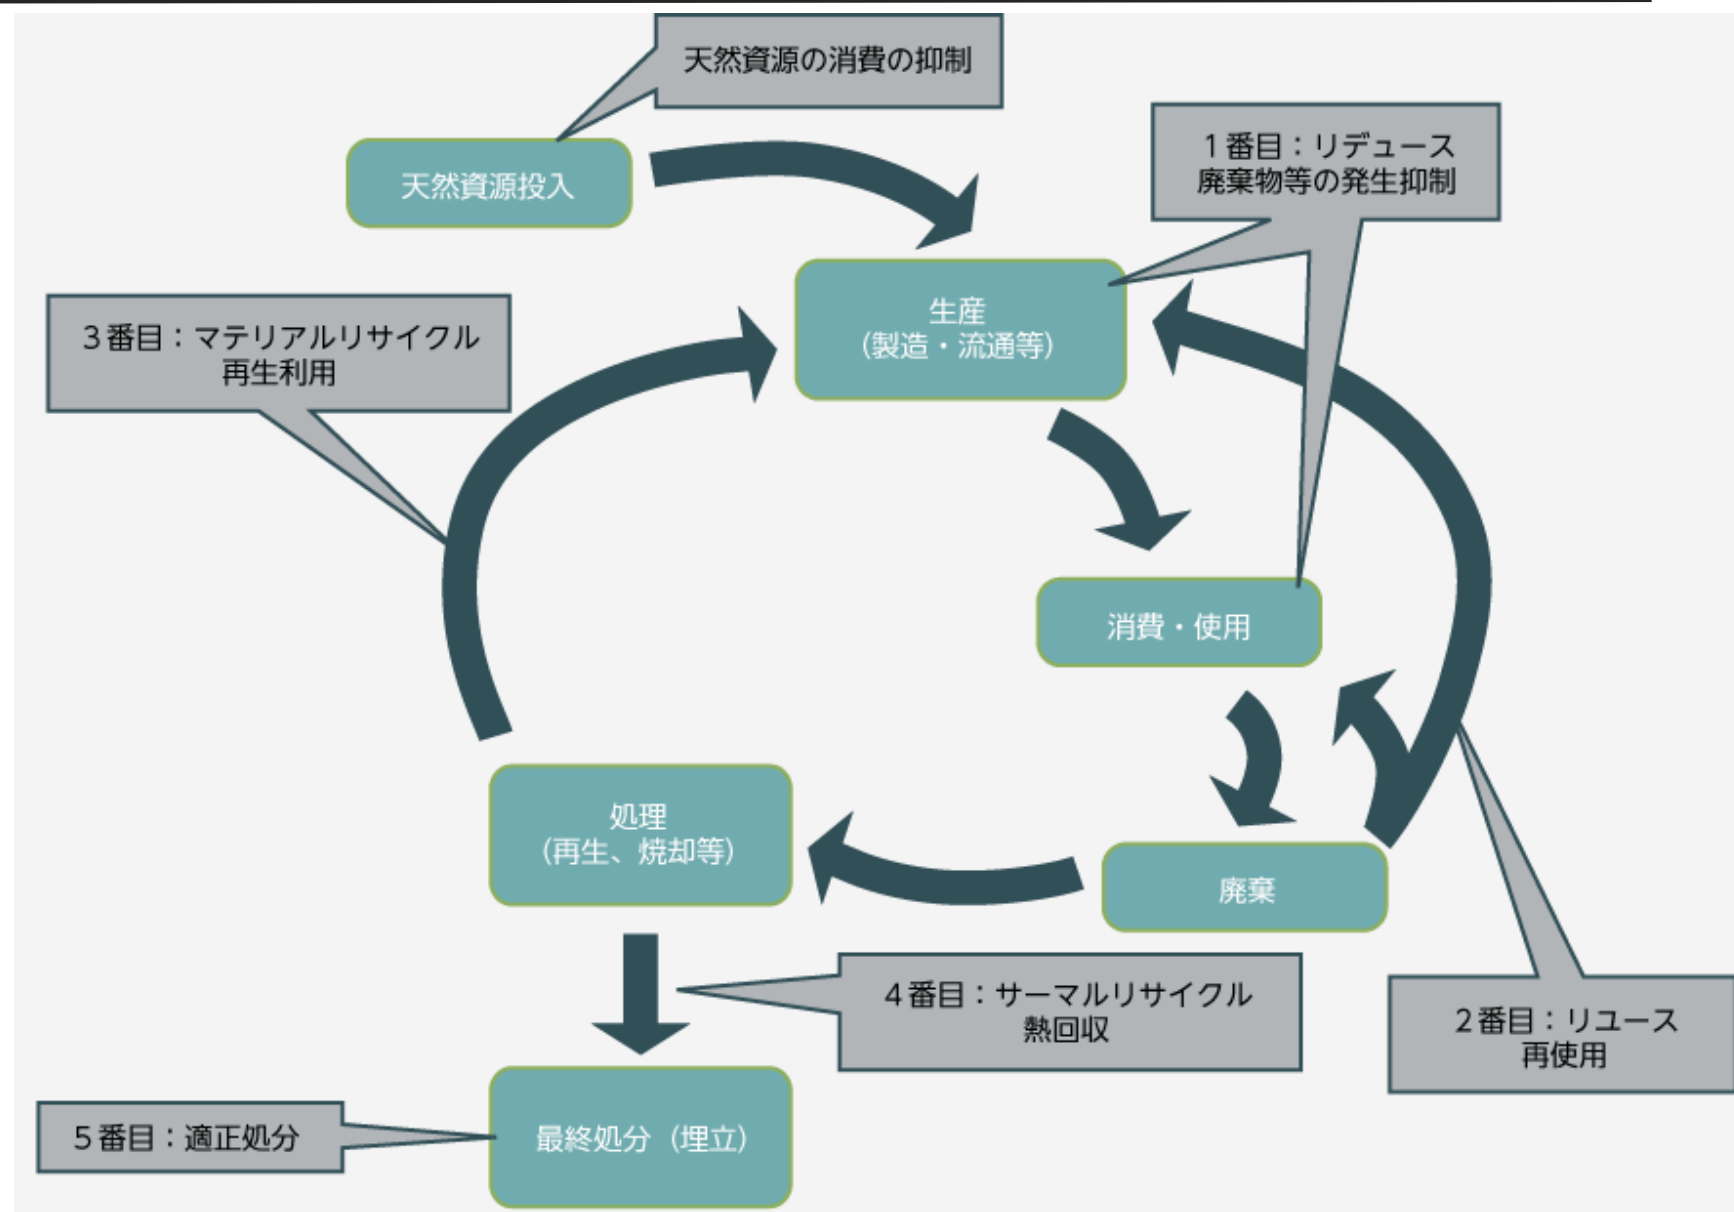 天然資源の消費の抑制
1番目：リデュース
廃棄物等の発生抑制
天然資源投入
生産
（製造・流通等）
3番目：マテリアルリサイクル
再生利用
消費・使用
処理
（再生、焼却等）
廃棄
4番目：サーマルリサイクル
熱回収
2番目：リユース
再使用
5番目：適正処分
最終処分（埋立）